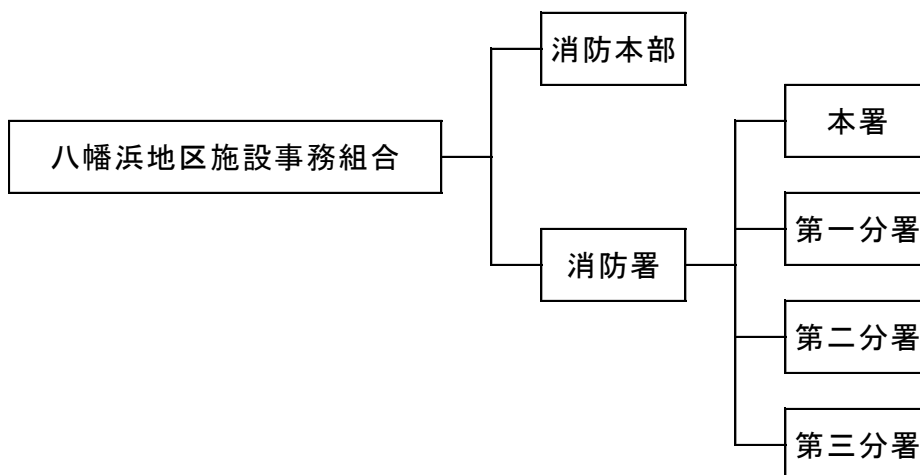 八幡浜地区施設事務組合
消防本部
消防署
本署
第一分署
第二分署
第三分署